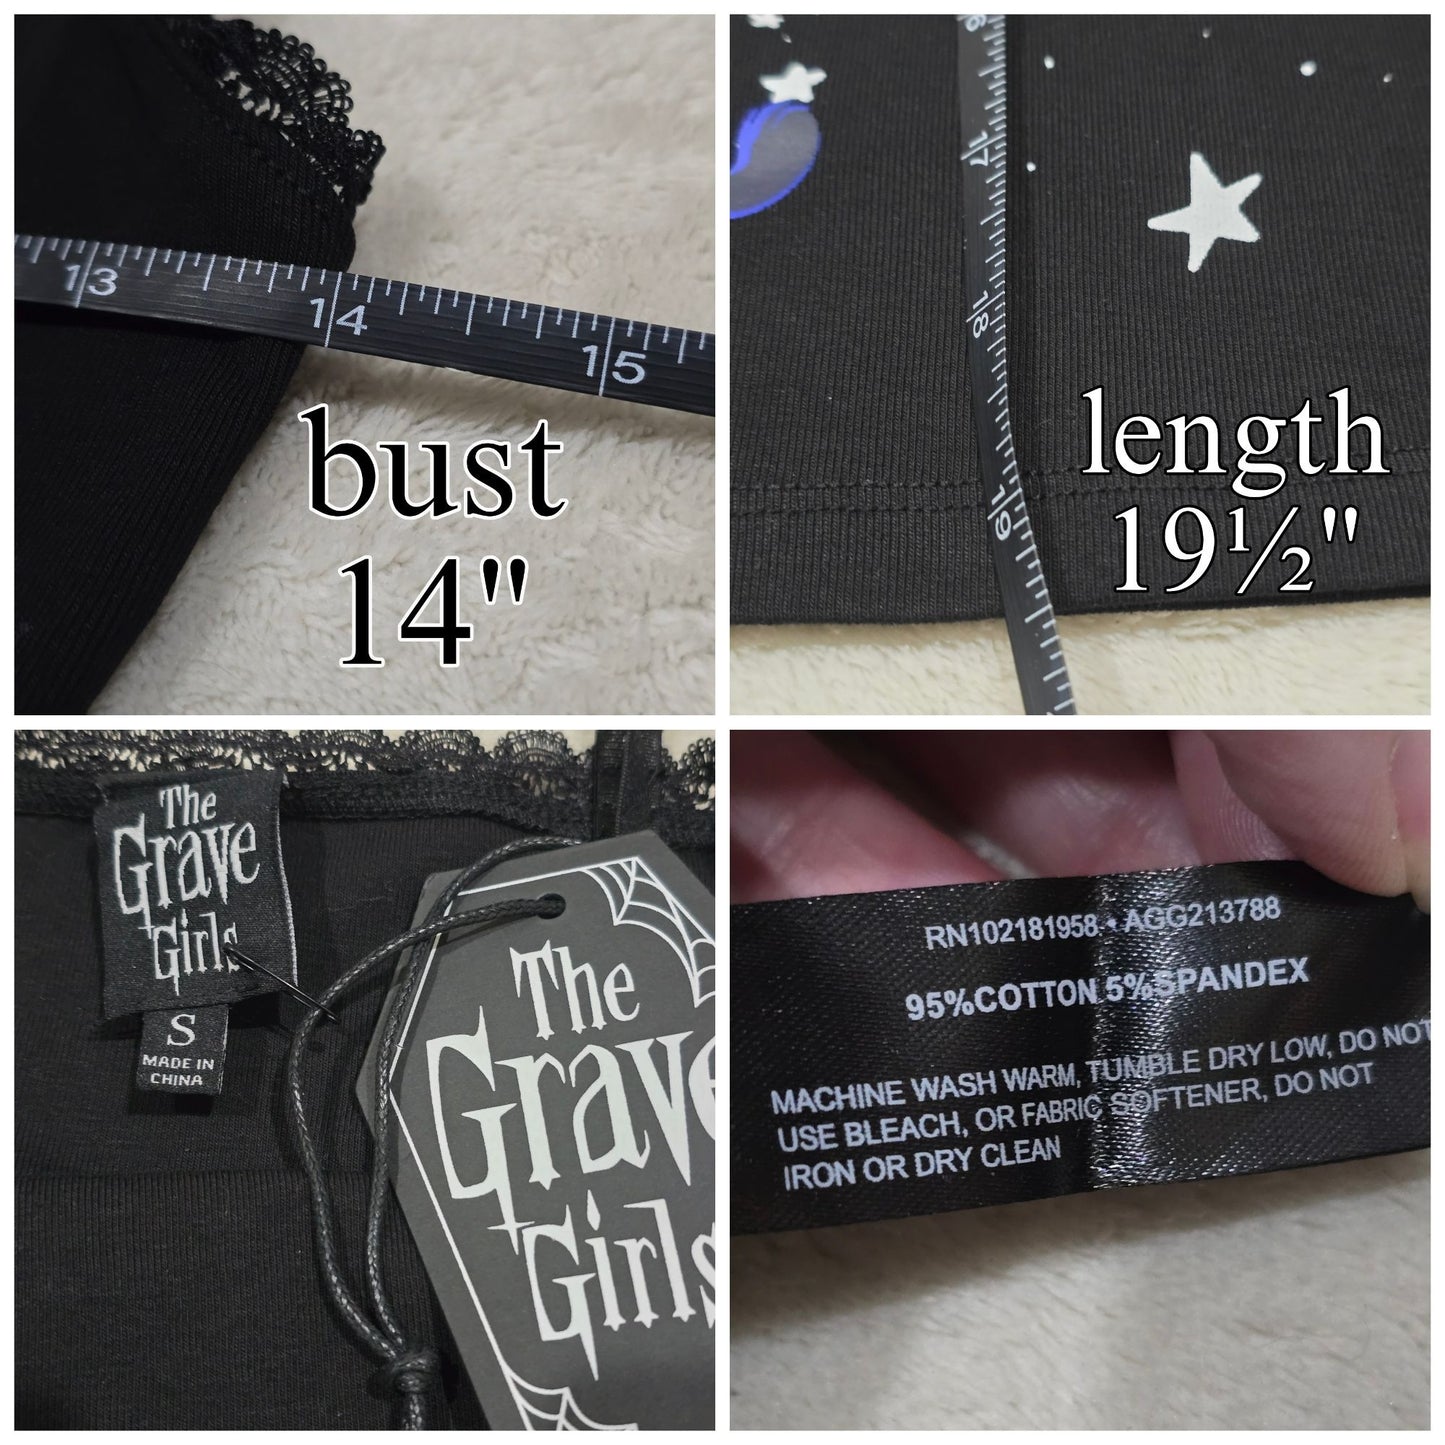 13
14
15
bust
14"
16
17
18
19
length
19½"
The
Grave
Girls
S
MADE IN
CHINA
The
Grave
Girls
RN102181958 • AGG213788
95%COTTON 5%SPANDEX
MACHINE WASH WARM, TUMBLE DRY LOW, DO NOT
USE BLEACH, OR FABRIC SOFTENER, DO NOT
IRON OR DRY CLEAN